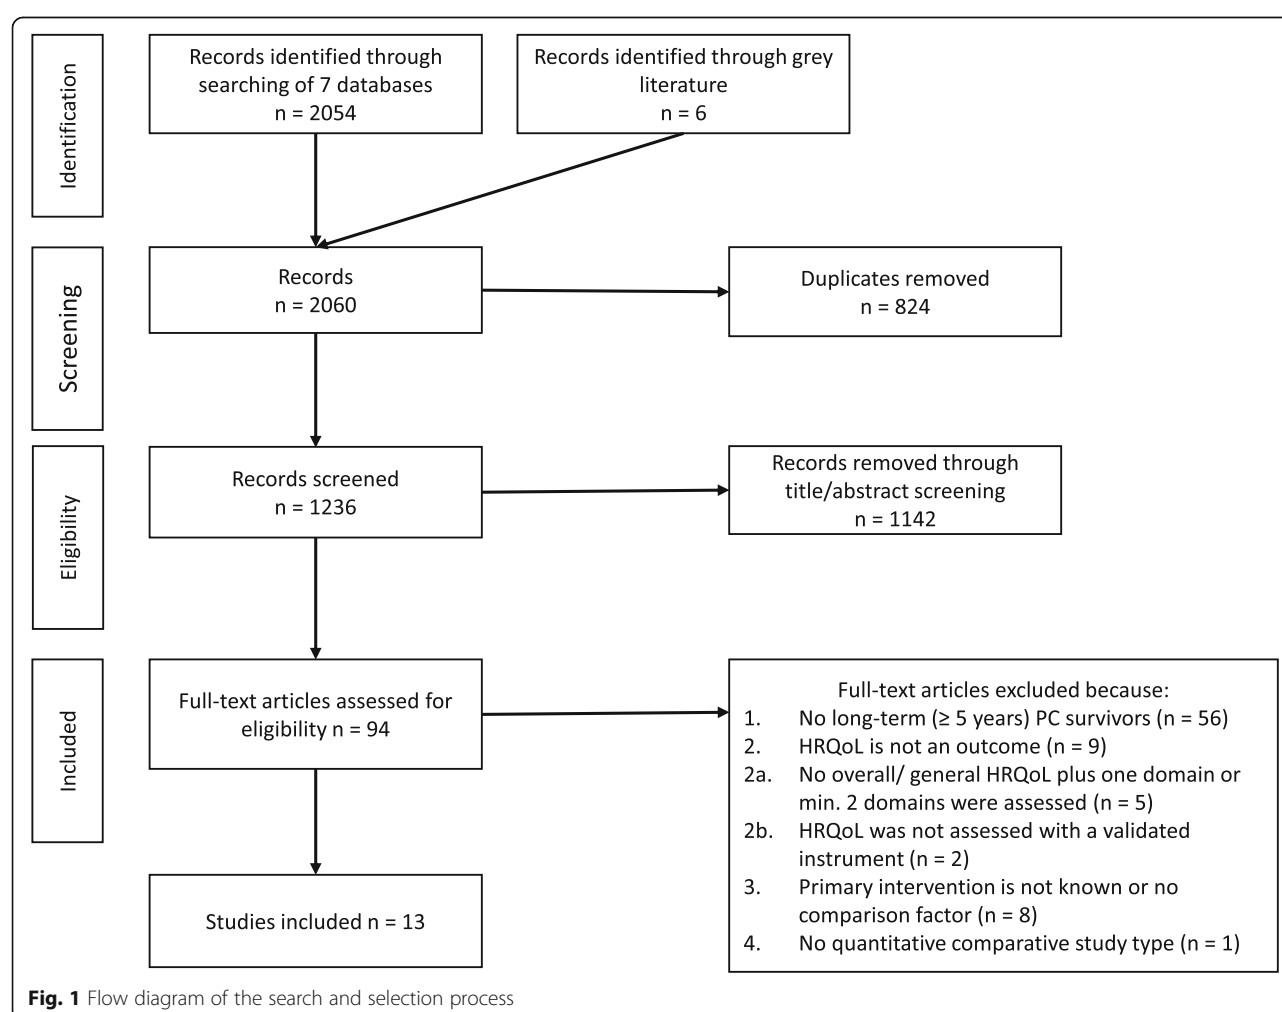 Identification
Records identified through
searching of 7 databases
n = 2054
Records identified through grey
literature
n = 6
Screening
Records
n = 2060
Duplicates removed
n = 824
Eligibility
Records screened
n = 1236
Records removed through
title/abstract screening
n = 1142
Included
Full-text articles assessed for
eligibility n = 94
Full-text articles excluded because:
1. No long-term (≥ 5 years) PC survivors (n = 56)
2. HRQoL is not an outcome (n = 9)
2a. No overall/ general HRQoL plus one domain or
min. 2 domains were assessed (n = 5)
2b. HRQoL was not assessed with a validated
instrument (n = 2)
3. Primary intervention is not known or no
comparison factor (n = 8)
4. No quantitative comparative study type (n = 1)
Studies included n = 13
Fig. 1 Flow diagram of the search and selection process